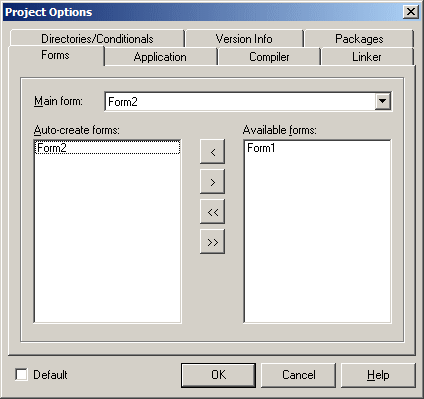 Project Options
Directories/Conditionals Version Info Packages
Forms Application Compiler Linker
Main form: Form2
Auto-create forms: Available forms:
Form2 Form1
<
>
<<
>>
Default OK Cancel Help